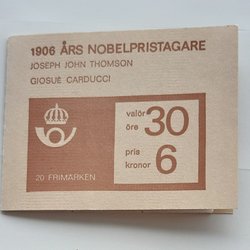 1906 ÅRS NOBELPRISTAGARE
JOSEPH JOHN THOMSON
GIOSUÈ CARDUCCI
valör
öre 30
pris
kronor 6
20 FRIMÄRKEN